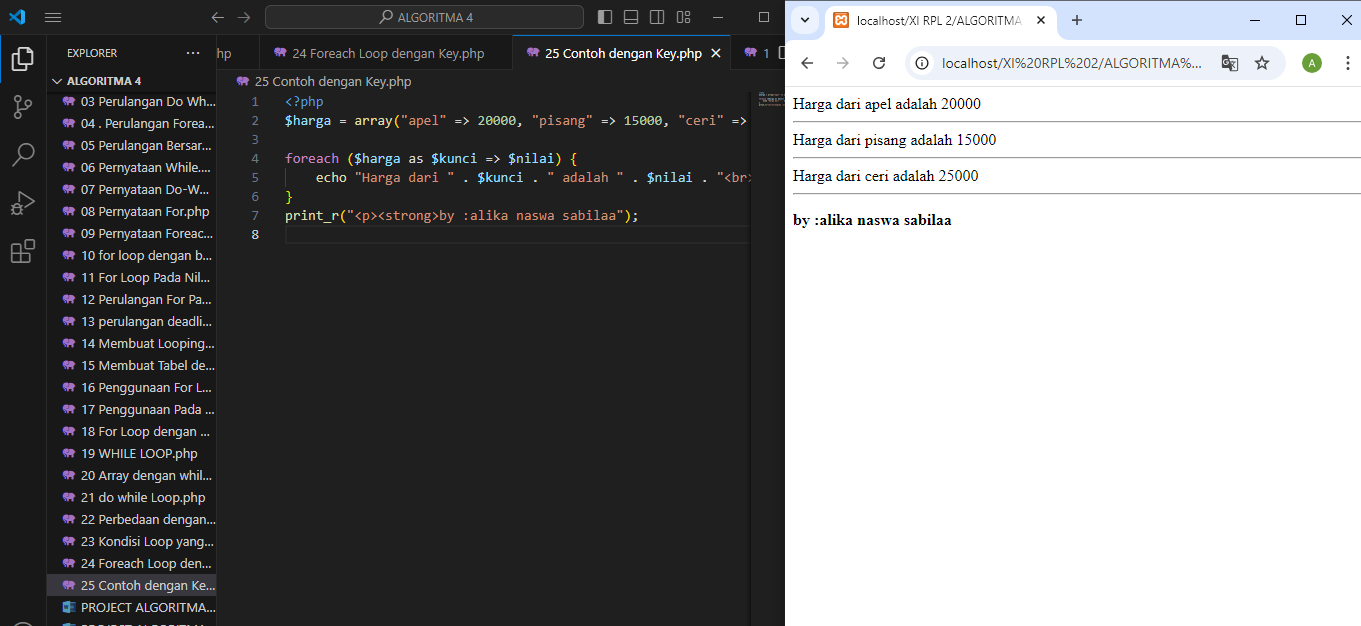 ALGORITMA 4
EXPLORER
ALGORITMA 4
03 Perulangan Do Wh...
04 . Perulangan Forea...
05 Perulangan Bersar...
06 Pernyataan While....
07 Pernyataan Do-W...
08 Pernyataan For.php
09 Pernyataan Foreac...
10 for loop dengan b...
11 For Loop Pada Nil...
12 Perulangan For Pa...
13 perulangan deadli...
14 Membuat Looping...
15 Membuat Tabel de...
16 Penggunaan For L...
17 Penggunaan Pada ...
18 For Loop dengan ...
19 WHILE LOOP.php
20 Array dengan whil...
21 do while Loop.php
22 Perbedaan dengan...
23 Kondisi Loop yang...
24 Foreach Loop den...
25 Contoh dengan Ke...
PROJECT ALGORITMA...
hp
24 Foreach Loop dengan Key.php
25 Contoh dengan Key.php
1
25 Contoh dengan Key.php
1 <?php
2 $harga = array("apel" => 20000, "pisang" => 15000, "ceri" =>
3
4 foreach ($harga as $kunci => $nilai) {
5 echo "Harga dari " . $kunci . " adalah " . $nilai . "<br>
6 }
7 print_r("<p><strong>by :alika naswa sabilaa");
8
localhost/XI RPL 2/ALGORITMA
localhost/XI%20RPL%202/ALGORITMA%...
A
Harga dari apel adalah 20000
Harga dari pisang adalah 15000
Harga dari ceri adalah 25000
by :alika naswa sabilaa